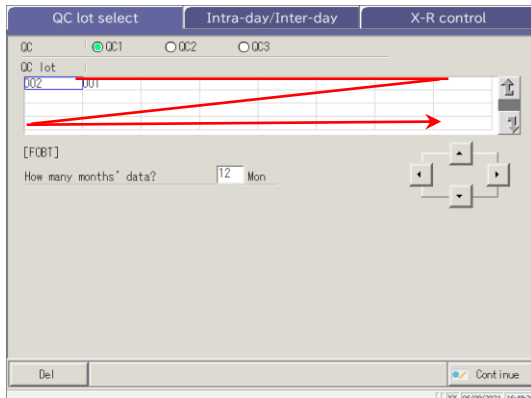 QC lot select Intra-day/Inter-day X-R control
QC QC1 QC2 QC3
QC lot
002 001
[FOBT]
How many months' data? 12 Mon
Del Continue